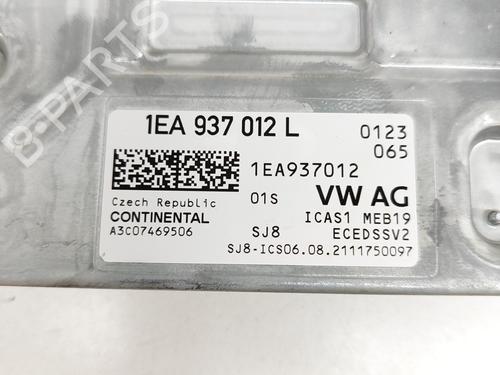 B-PARTS
1EA 937 012 L
0123
065
1EA937012
01S
VW AG
Czech Republic
CONTINENTAL
A3C07469506
ICAS1 MEB19
SJ8
ECEDSSV2
SJ8-ICS06.08.2111750097